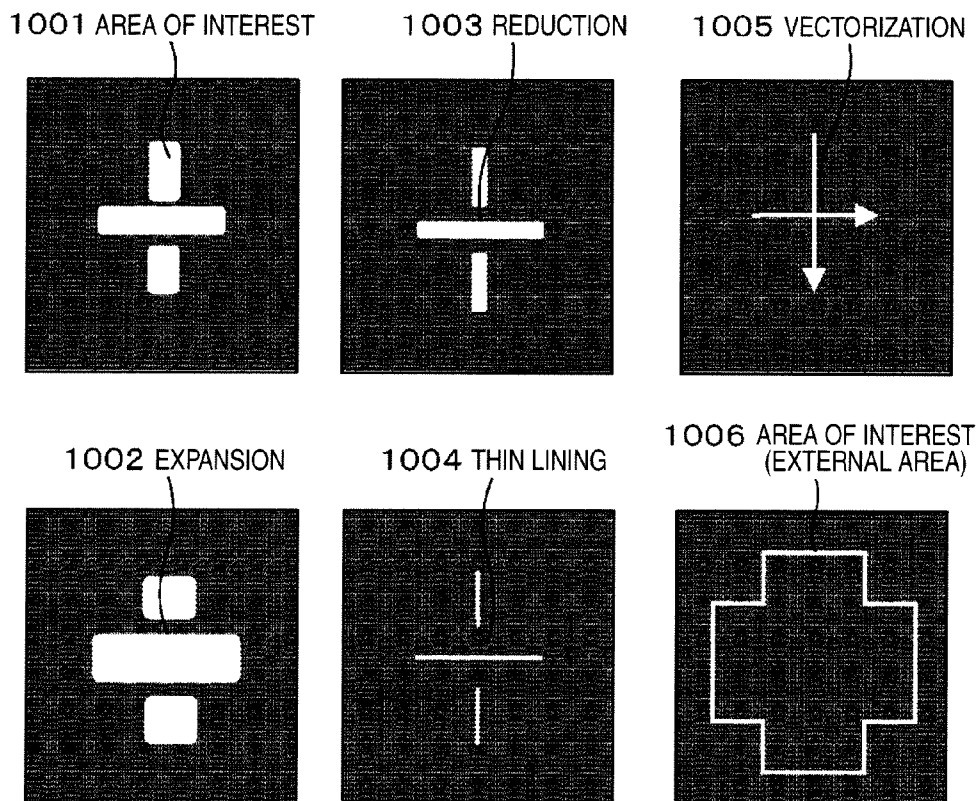 1001 AREA OF INTEREST
1003 REDUCTION
1005 VECTORIZATION
1002 EXPANSION
1004 THIN LINING
1006 AREA OF INTEREST
(EXTERNAL AREA)